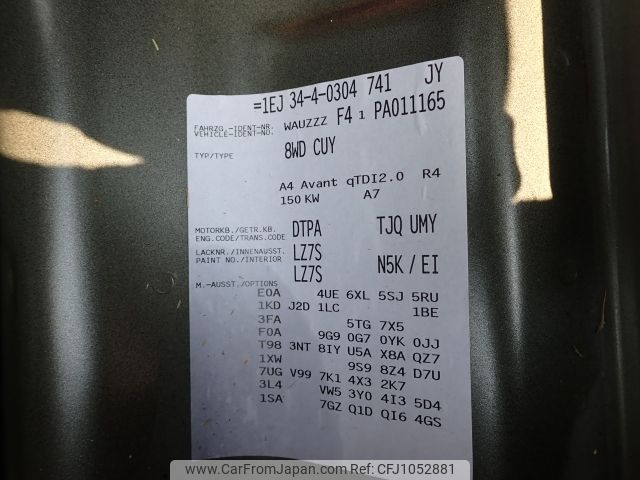 =1EJ 34-4-0304 741 JY
FAHRZG.-IDENT-NR.
VEHICLE-IDENT-NO. WAUZZZ F4 1 PA011165
TYP/TYPE 8WD CUY
A4 Avant qTDI2.0 R4
150 KW A7
MOTORKB./GETR.KB.
ENG.CODE/TRANS.CODE DTPA TJQ UMY
LACKNR./INNENAUSST. LZ7S
PAINT NO./INTERIOR LZ7S N5K / EI
M.-AUSST./OPTIONS
E0A 4UE 6XL 5SJ 5RU
1KD J2D 1LC 1BE
3FA 5TG 7X5
F0A 9G9 0G7 0YK 0JJ
T98 3NT 8IY U5A X8A QZ7
1XW 9S9 8Z4 D7U
7UG V99 7K1 4X3 2K7
3L4 VW5 3Y0 4I3 5D4
1SA 7GZ Q1D QI6 4GS
www.CarFromJapan.com - CFJ1052881